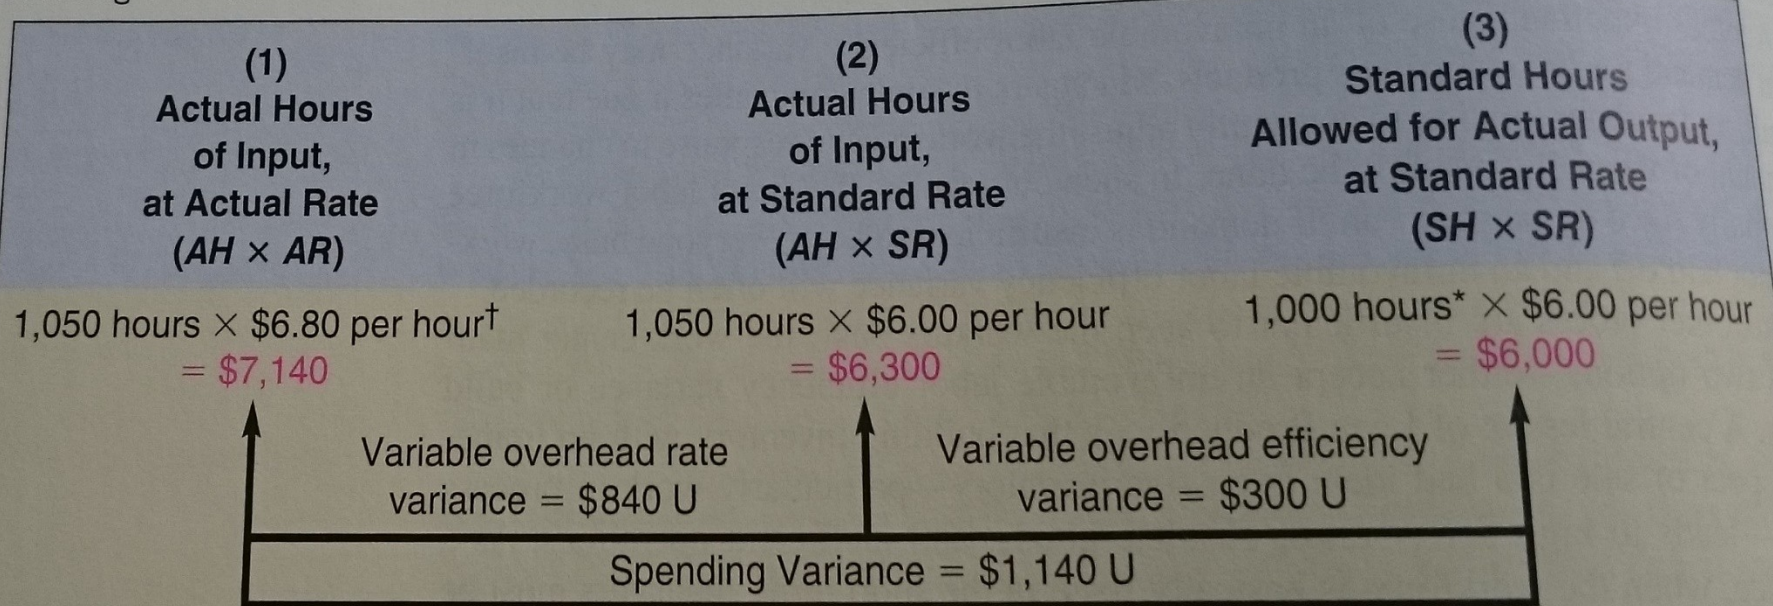 (1)
Actual Hours
of Input,
at Actual Rate
(AH × AR)
(2)
Actual Hours
of Input,
at Standard Rate
(AH × SR)
(3)
Standard Hours
Allowed for Actual Output,
at Standard Rate
(SH × SR)
1,050 hours × $6.80 per hour†
= $7,140
1,050 hours × $6.00 per hour
= $6,300
1,000 hours* × $6.00 per hour
= $6,000
Variable overhead rate
variance = $840 U
Variable overhead efficiency
variance = $300 U
Spending Variance = $1,140 U